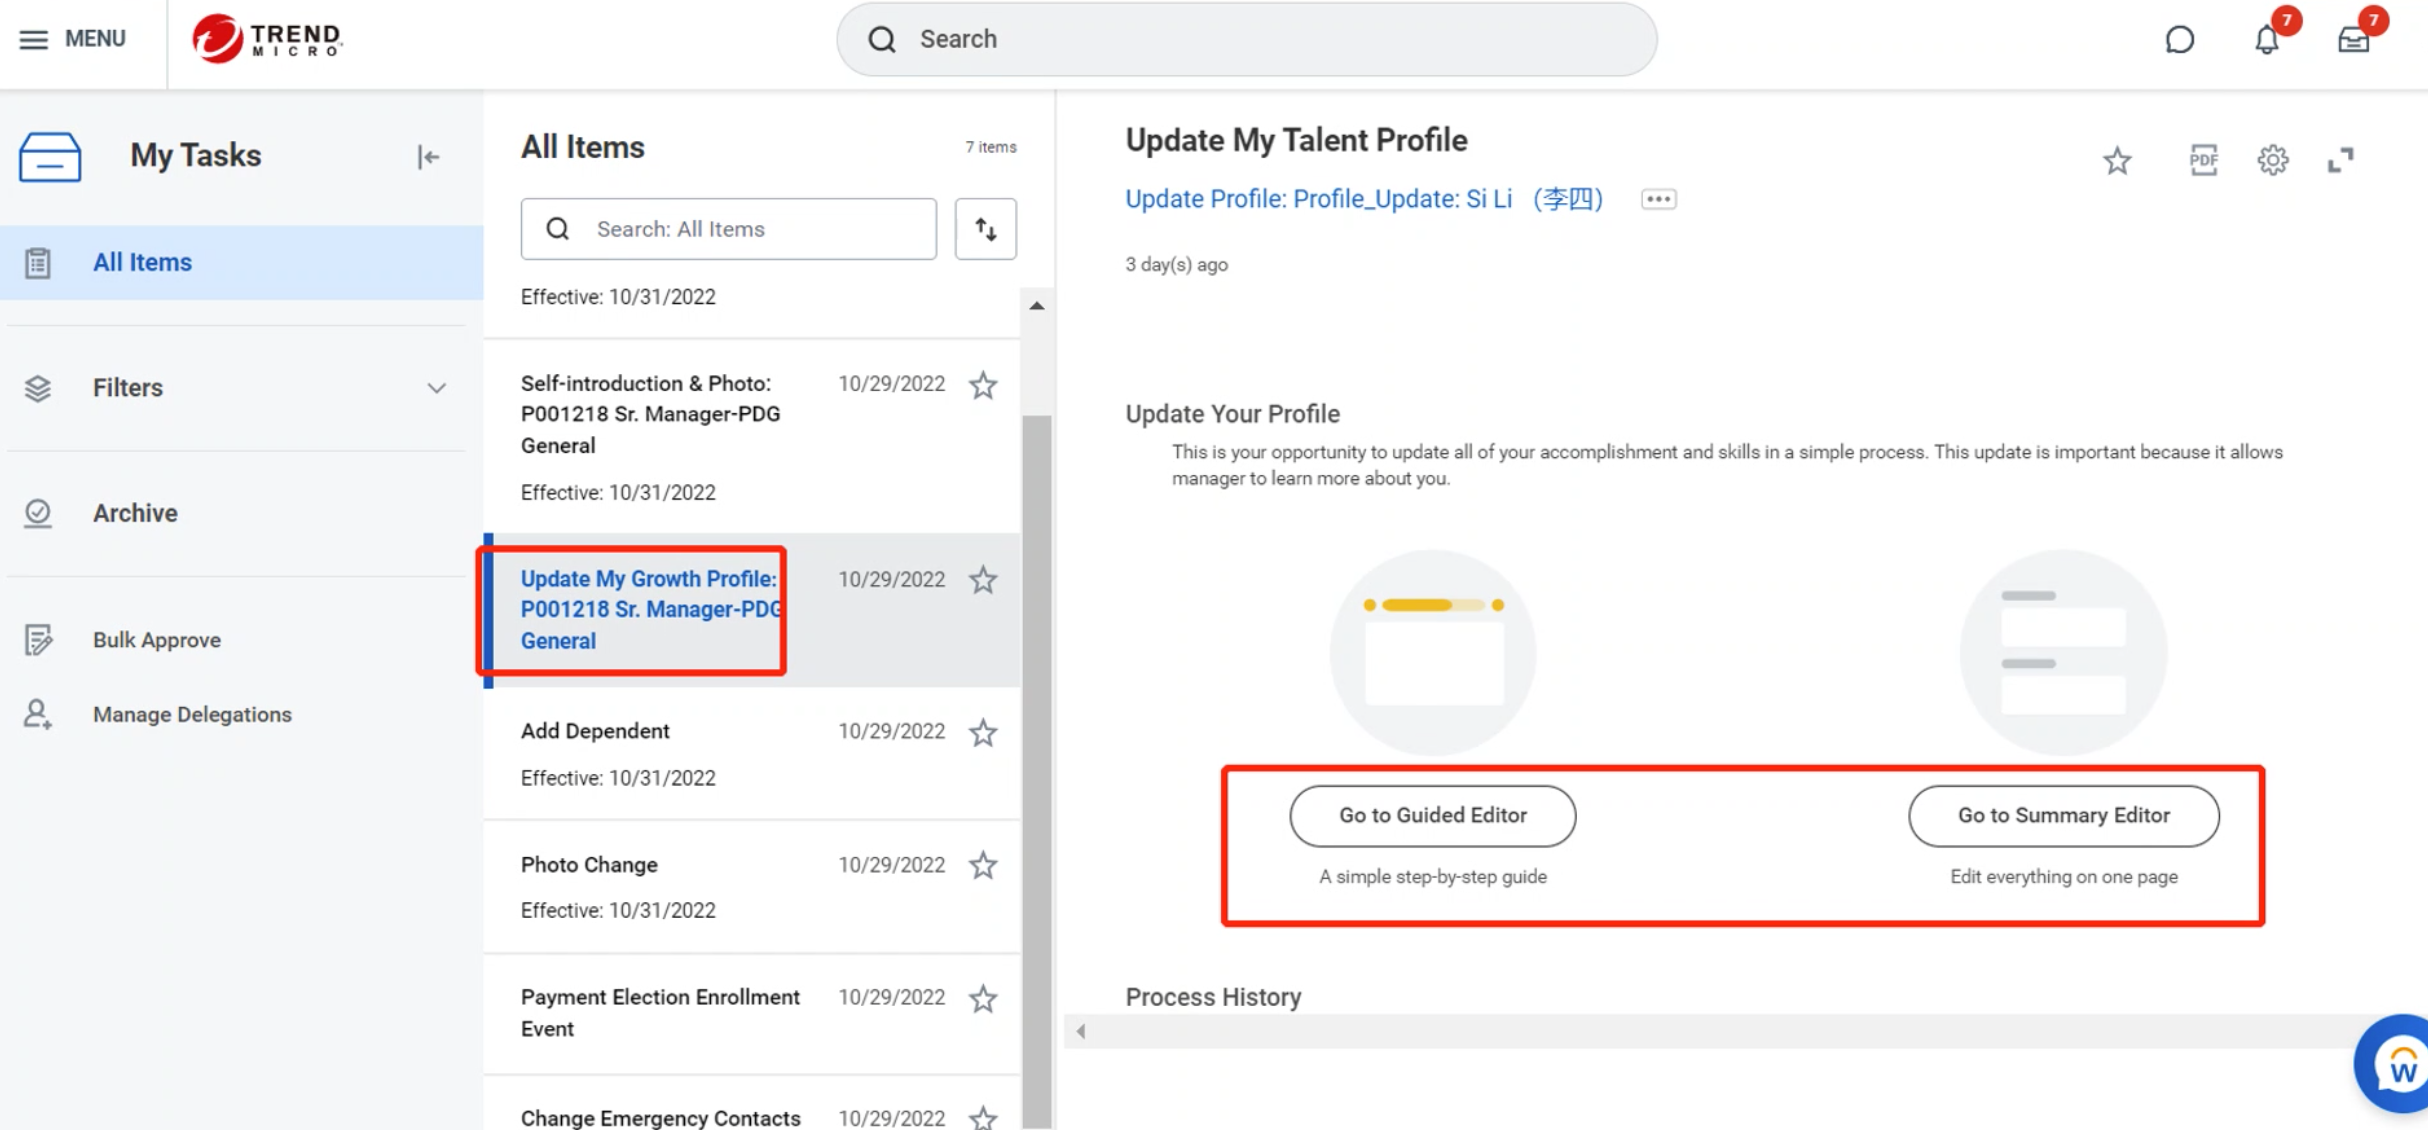 MENU
TREND
MICRO
Search
7
7
My Tasks
All Items
Filters
Archive
Bulk Approve
Manage Delegations
All Items
7 items
Search: All Items
Effective: 10/31/2022
Self-introduction & Photo: 10/29/2022
P001218 Sr. Manager-PDG
General
Effective: 10/31/2022
Update My Growth Profile: 10/29/2022
P001218 Sr. Manager-PDG
General
Add Dependent 10/29/2022
Effective: 10/31/2022
Photo Change 10/29/2022
Effective: 10/31/2022
Payment Election Enrollment 10/29/2022
Event
Change Emergency Contacts 10/29/2022
Update My Talent Profile
PDF
Update Profile: Profile_Update: Si Li （李四）
3 day(s) ago
Update Your Profile
This is your opportunity to update all of your accomplishment and skills in a simple process. This update is important because it allows
manager to learn more about you.
Go to Guided Editor
A simple step-by-step guide
Go to Summary Editor
Edit everything on one page
Process History
W